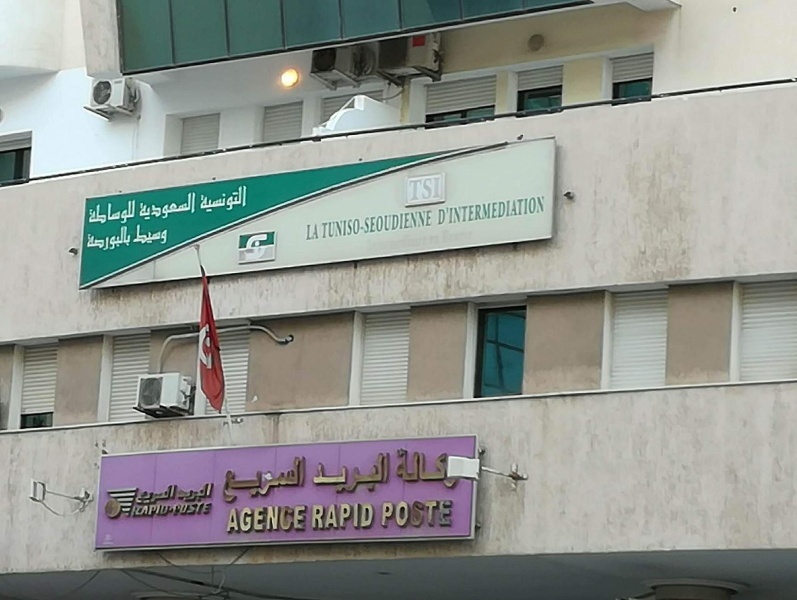 التونسية السعودية للوساطة
وسيط بالبورصة
TSI
LA TUNISO-SEOUDIENNE D'INTERMEDIATION
وكالة البريد السريع
البريد السريع
RAPID-POSTE
AGENCE RAPID POSTE